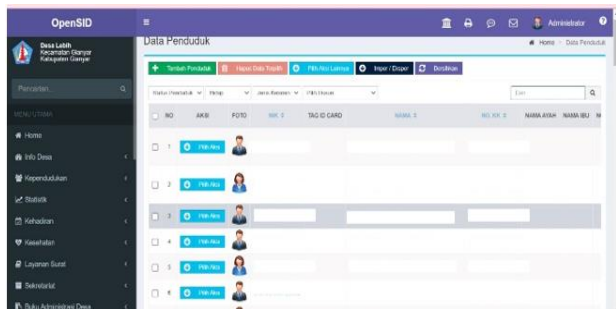 OpenSID
Administrator
Desa Lebih
Kecamatan Gianyar
Kabupaten Gianyar
Data Penduduk
Home Data Penduduk
Tambah Penduduk
Hapus Data Terpilih
Pilih Aksi Lainnya
Impor / Ekspor
Bersihkan
Pencarian...
Status Penduduk
Hidup
Jenis Kelamin
Pilih Dusun
Cari
MENU UTAMA
NO AKSI FOTO NIK TAG ID CARD NAMA NO. KK NAMA AYAH NAMA IBU
Home
Info Desa
Kependudukan
Statistik
Kehadiran
Kesehatan
Layanan Surat
Sekretariat
Buku Administrasi Desa
1 Pilih Aksi
2 Pilih Aksi
3 Pilih Aksi
4 Pilih Aksi
5 Pilih Aksi
6 Pilih Aksi